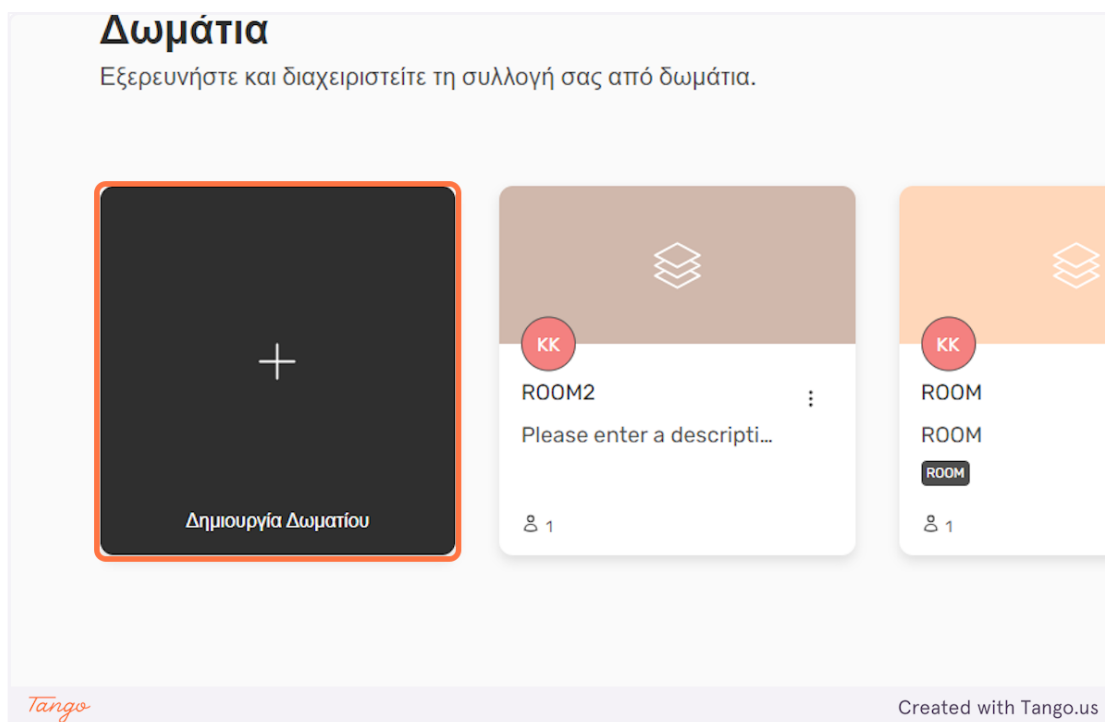 Δωμάτια
Εξερευνήστε και διαχειριστείτε τη συλλογή σας από δωμάτια.
Δημιουργία Δωματίου
KK
ROOM2
Please enter a descripti...
1
KK
ROOM
ROOM
ROOM
1
Tango
Created with Tango.us